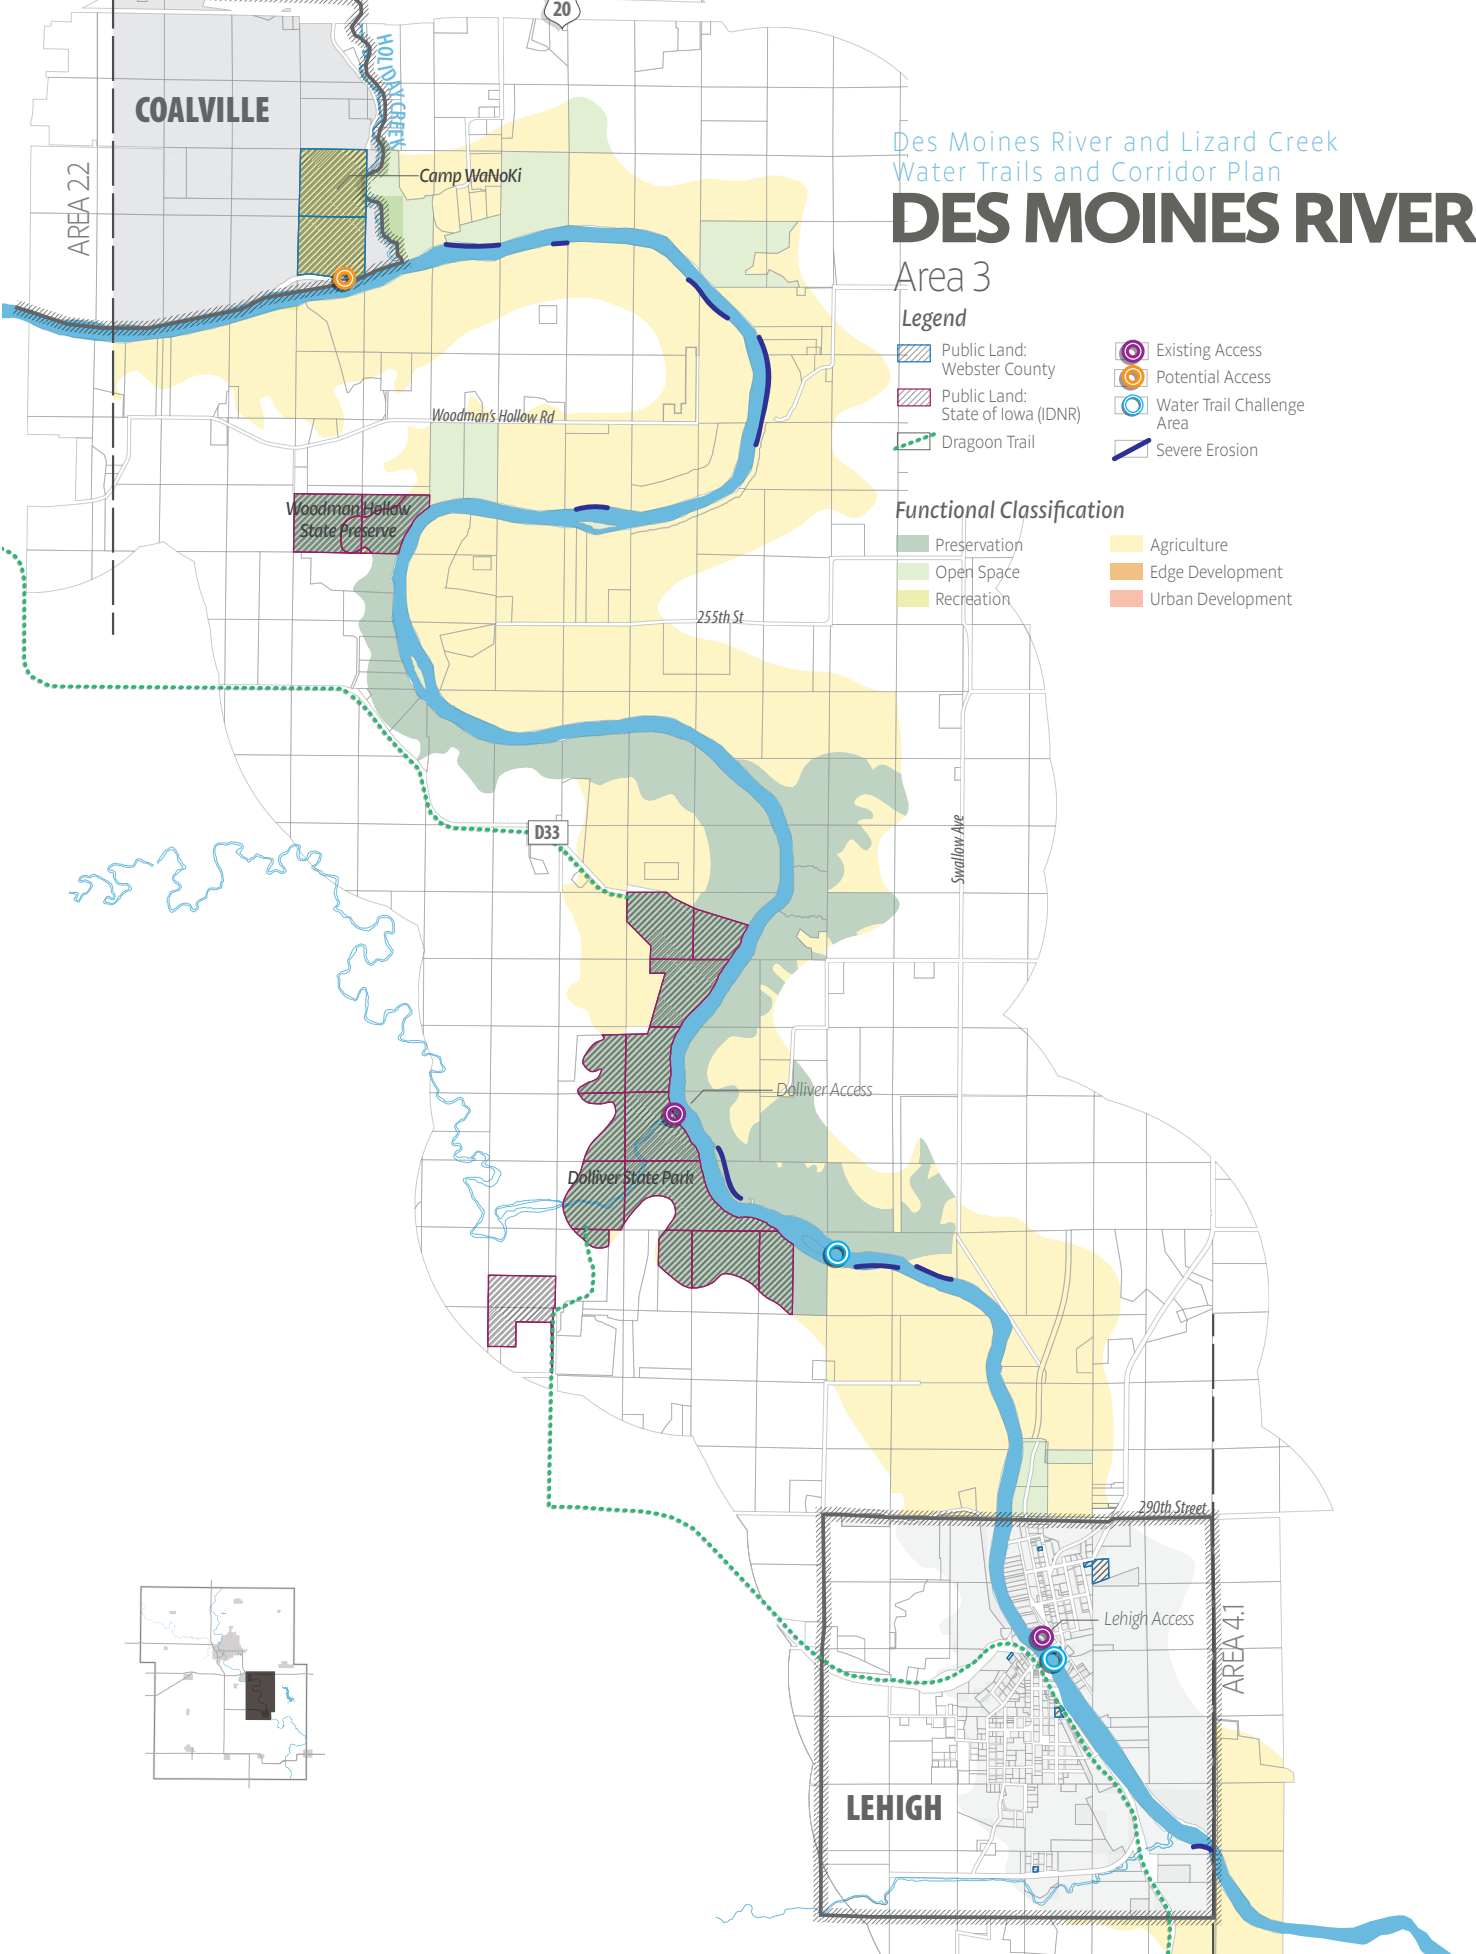 20
HOLIDAY CREEK
COALVILLE
AREA 2.2
Camp WaNoKi
Des Moines River and Lizard Creek
Water Trails and Corridor Plan
DES MOINES RIVER
Area 3
Legend
Public Land:
Webster County
Public Land:
State of Iowa (IDNR)
Dragoon Trail
Existing Access
Potential Access
Water Trail Challenge
Area
Severe Erosion
Functional Classification
Preservation
Open Space
Recreation
Agriculture
Edge Development
Urban Development
Woodman's Hollow Rd
Woodman Hollow
State Preserve
255th St
D33
Swallow Ave
Dolliver Access
Dolliver State Park
290th Street
Lehigh Access
AREA 4.1
LEHIGH